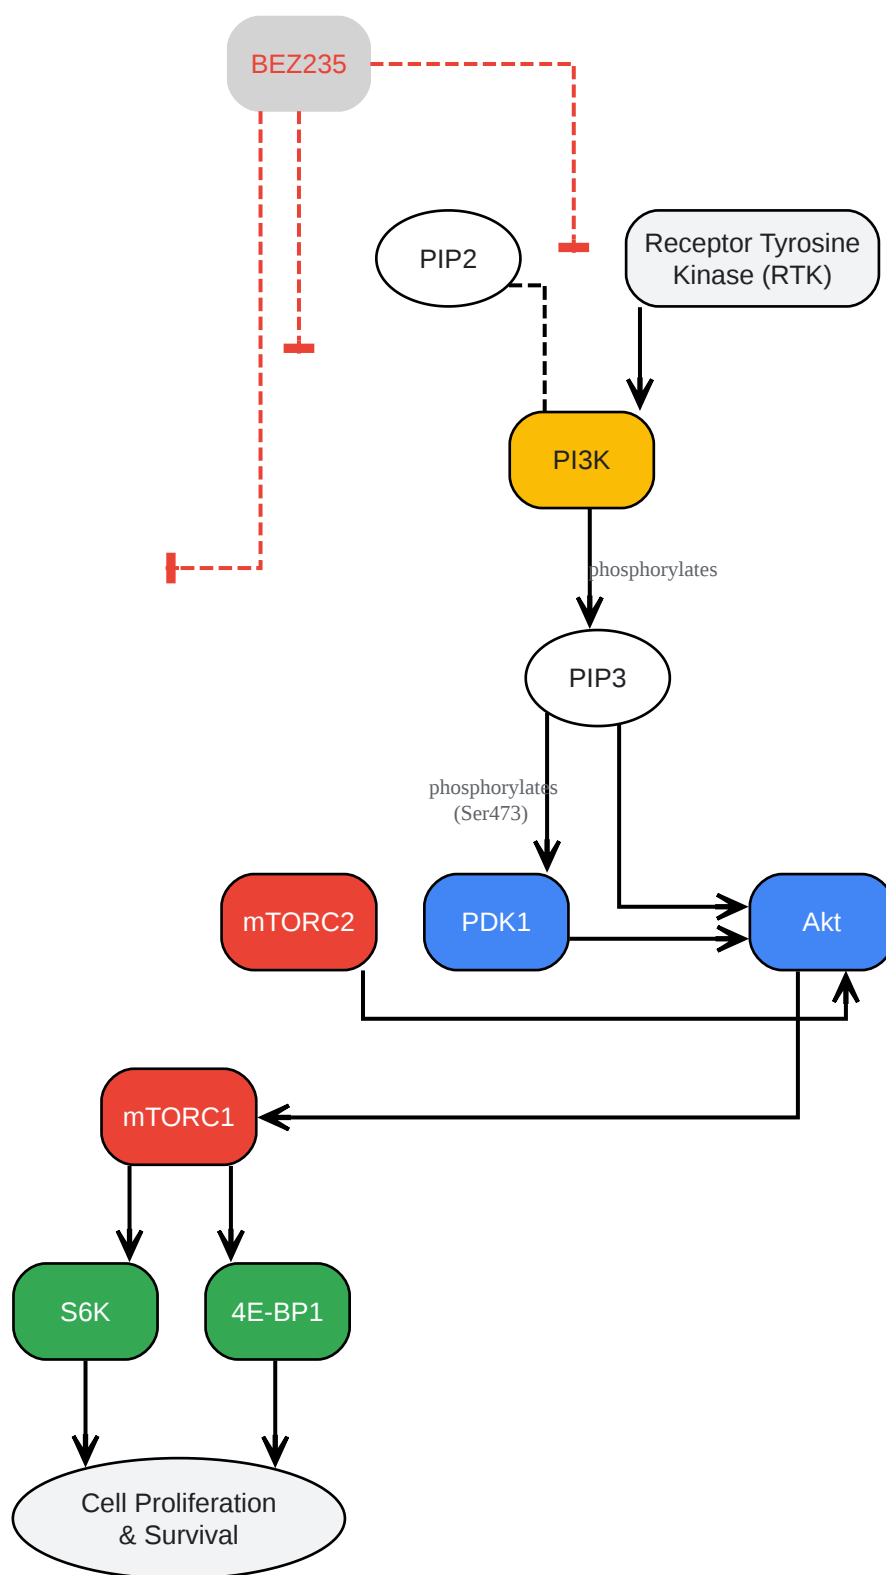 BEZ235
PIP2
Receptor Tyrosine
Kinase (RTK)
PI3K
phosphorylates
PIP3
phosphorylates
(Ser473)
mTORC2
PDK1
Akt
mTORC1
S6K
4E-BP1
Cell Proliferation
& Survival